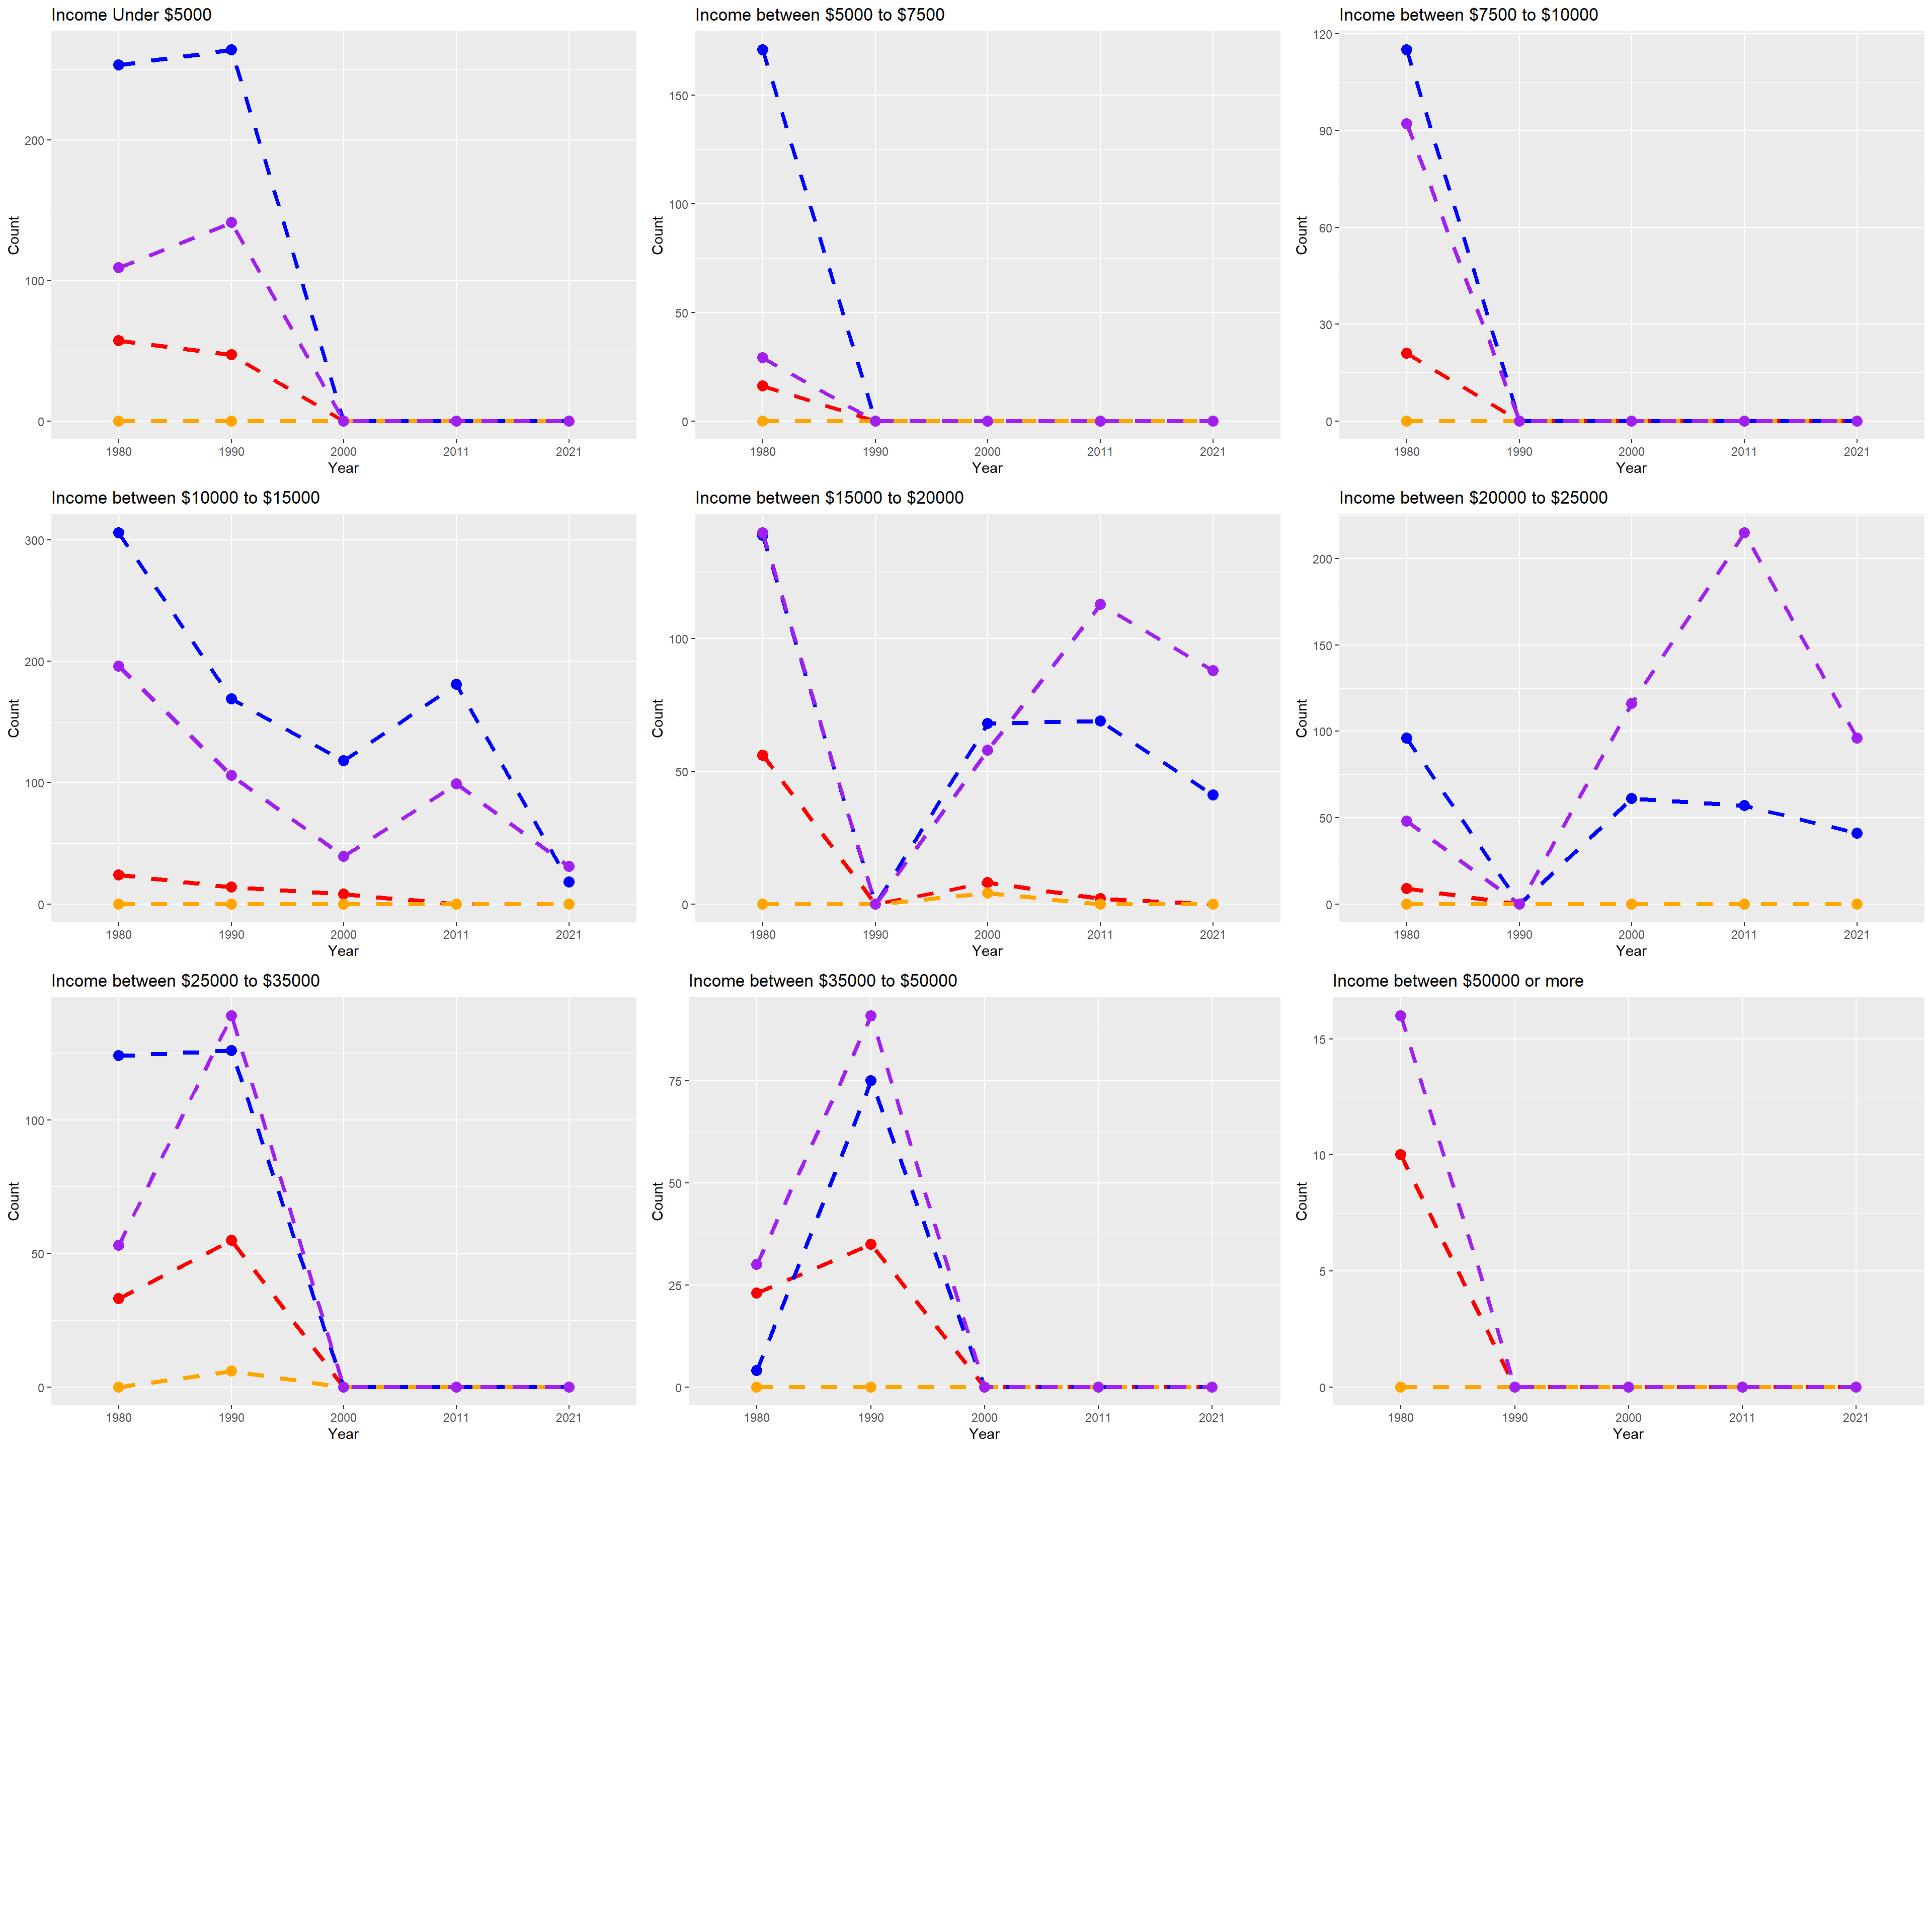 Income Under $5000
Income between $5000 to $7500
Income between $7500 to $10000
Count
200
100
0
1980 1990 2000 2011 2021
Year
Count
150
100
50
0
1980 1990 2000 2011 2021
Year
Count
120
90
60
30
0
1980 1990 2000 2011 2021
Year
Income between $10000 to $15000
Income between $15000 to $20000
Income between $20000 to $25000
Count
300
200
100
0
1980 1990 2000 2011 2021
Year
Count
100
50
0
1980 1990 2000 2011 2021
Year
Count
200
150
100
50
0
1980 1990 2000 2011 2021
Year
Income between $25000 to $35000
Income between $35000 to $50000
Income between $50000 or more
Count
100
50
0
1980 1990 2000 2011 2021
Year
Count
75
50
25
0
1980 1990 2000 2011 2021
Year
Count
15
10
5
0
1980 1990 2000 2011 2021
Year